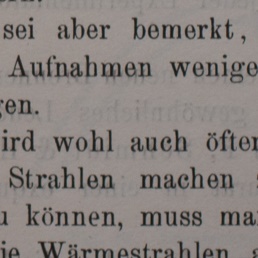 sei aber bemerkt,
Aufnahmen wenige
gen.
ird wohl auch öfter
Strahlen machen s
u können, muss ma
ie Wärmestrahlen